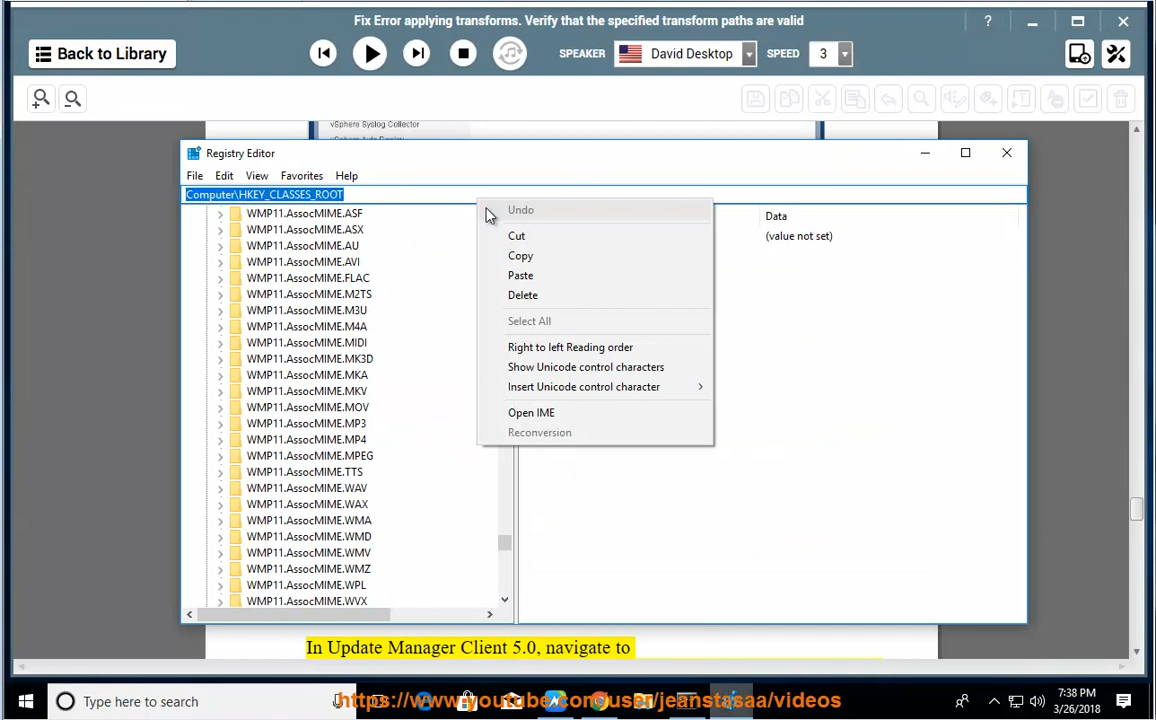 Fix Error applying transforms. Verify that the specified transform paths are valid
?
Back to Library
SPEAKER
David Desktop
SPEED
3
vSphere Syslog Collector
Registry Editor
File Edit View Favorites Help
Computer\HKEY_CLASSES_ROOT
WMP11.AssocMIME.ASF
WMP11.AssocMIME.ASX
WMP11.AssocMIME.AU
WMP11.AssocMIME.AVI
WMP11.AssocMIME.FLAC
WMP11.AssocMIME.M2TS
WMP11.AssocMIME.M3U
WMP11.AssocMIME.M4A
WMP11.AssocMIME.MIDI
WMP11.AssocMIME.MK3D
WMP11.AssocMIME.MKA
WMP11.AssocMIME.MKV
WMP11.AssocMIME.MOV
WMP11.AssocMIME.MP3
WMP11.AssocMIME.MP4
WMP11.AssocMIME.MPEG
WMP11.AssocMIME.TTS
WMP11.AssocMIME.WAV
WMP11.AssocMIME.WAX
WMP11.AssocMIME.WMA
WMP11.AssocMIME.WMD
WMP11.AssocMIME.WMV
WMP11.AssocMIME.WMZ
WMP11.AssocMIME.WPL
WMP11.AssocMIME.WVX
Undo
Cut
Copy
Paste
Delete
Select All
Right to left Reading order
Show Unicode control characters
Insert Unicode control character
Open IME
Reconversion
Data
(value not set)
In Update Manager Client 5.0, navigate to
Type here to search
https://www.youtube.com/user/jeanstasaa/videos
7:38 PM
3/26/2018